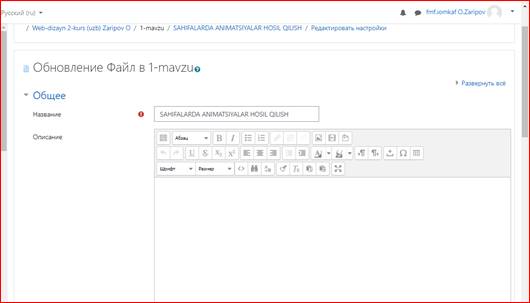 Русский (ru)
fmf.iomkaf O.Zaripov
/ Web-dizayn 2-kurs (uzb) Zaripov O / 1-mavzu / SAHIFALARDA ANIMATSIYALAR HOSIL QILISH / Редактировать настройки
Обновление Файл в 1-mavzu
Развернуть всё
Общее
Название
SAHIFALARDA ANIMATSIYALAR HOSIL QILISH
Описание
Абзац
Шрифт Размер